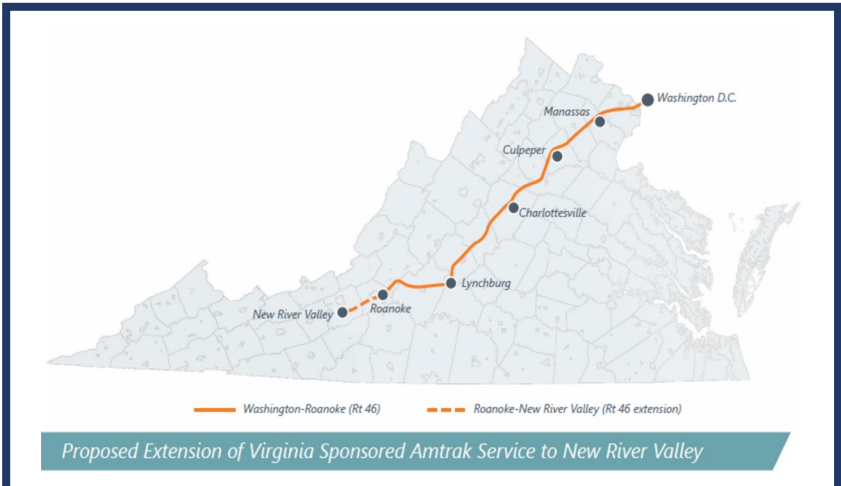 Washington D.C.
Manassas
Culpeper
Charlottesville
Lynchburg
Roanoke
New River Valley
Washington-Roanoke (Rt 46)
Roanoke-New River Valley (Rt 46 extension)
Proposed Extension of Virginia Sponsored Amtrak Service to New River Valley